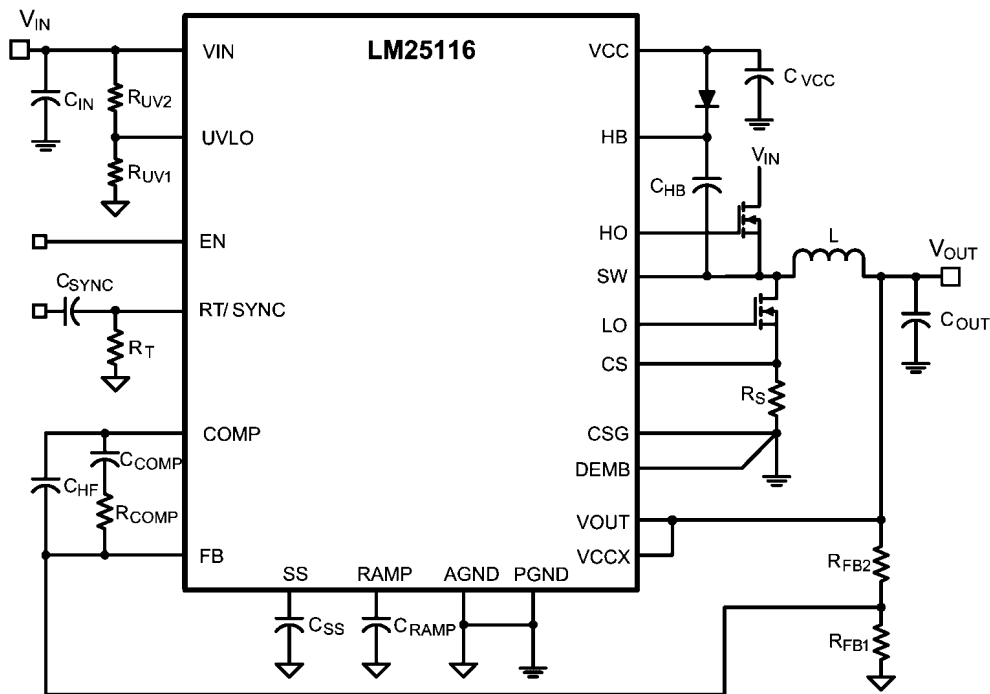 VIN
LM25116
VIN
VCC
CIN
RUV2
CVCC
UVLO
HB
RUV1
CHB
VIN
EN
HO
L
VOUT
CSYNC
SW
RT/SYNC
LO
COUT
RT
CS
RS
COMP
CSG
CCOMP
DEMB
CHF
RCOMP
VOUT
FB
VCCX
RFB2
SS
RAMP
AGND
PGND
CSS
CRAMP
RFB1